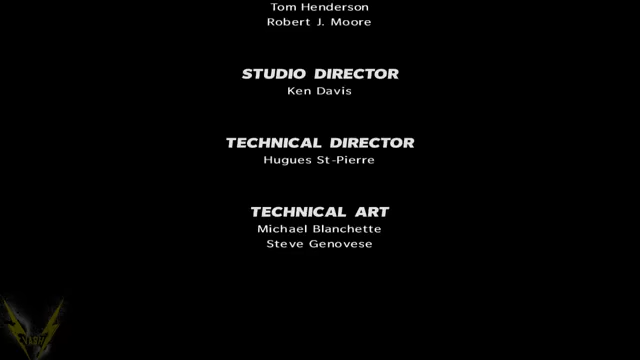 Tom Henderson
Robert J. Moore
STUDIO DIRECTOR
Ken Davis
TECHNICAL DIRECTOR
Hugues St-Pierre
TECHNICAL ART
Michael Blanchette
Steve Genovese